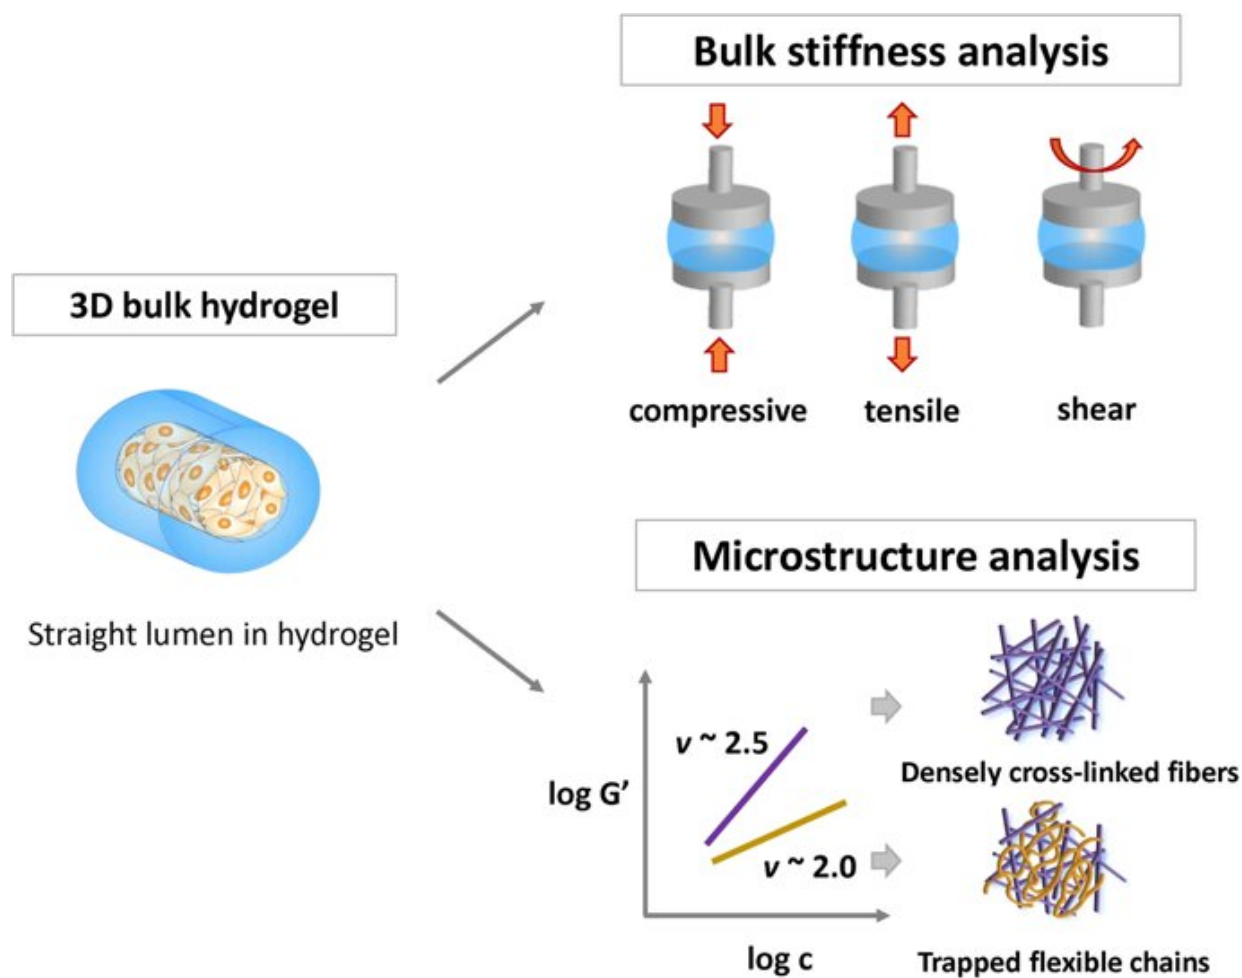 Bulk stiffness analysis
3D bulk hydrogel
compressive
tensile
shear
Straight lumen in hydrogel
Microstructure analysis
log G’
v ~ 2.5
v ~ 2.0
log c
Densely cross-linked fibers
Trapped flexible chains